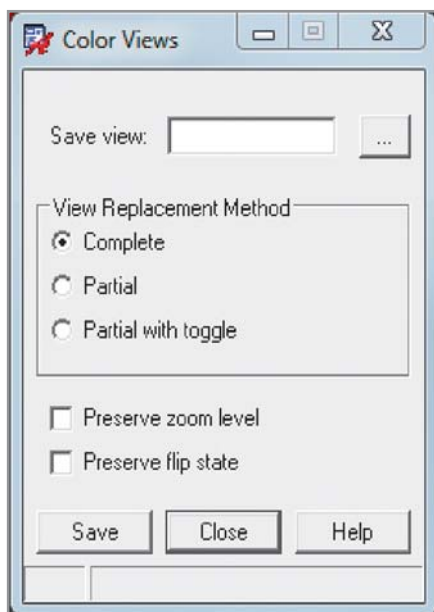 Color Views
Save view:
...
View Replacement Method
Complete
Partial
Partial with toggle
Preserve zoom level
Preserve flip state
Save
Close
Help